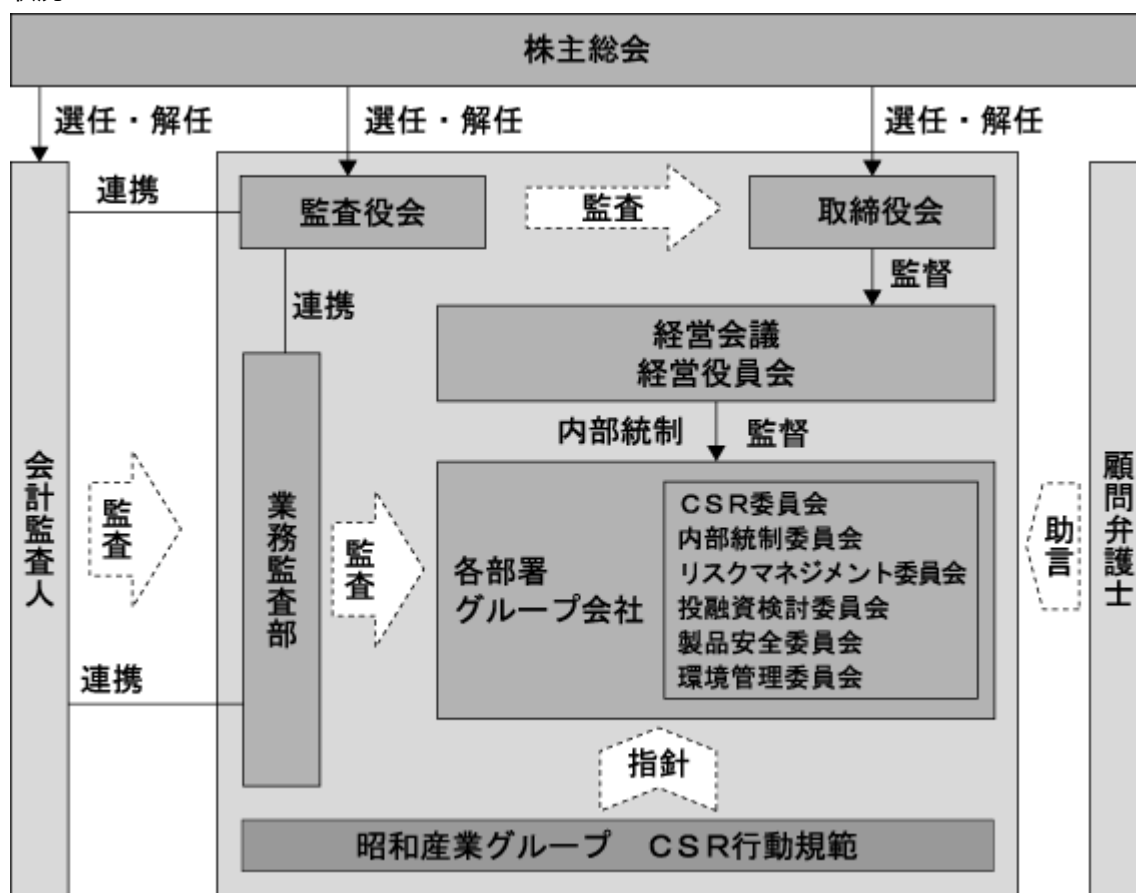 株主総会
選任・解任
選任・解任
選任・解任
連携
監査役会
監査
取締役会
監督
連携
経営会議
経営役員会
内部統制
監督
会計監査人
監査
業務監査部
監査
各部署
グループ会社
CSR委員会
内部統制委員会
リスクマネジメント委員会
投融資検討委員会
製品安全委員会
環境管理委員会
助言
顧問弁護士
連携
指針
昭和産業グループ　CSR行動規範